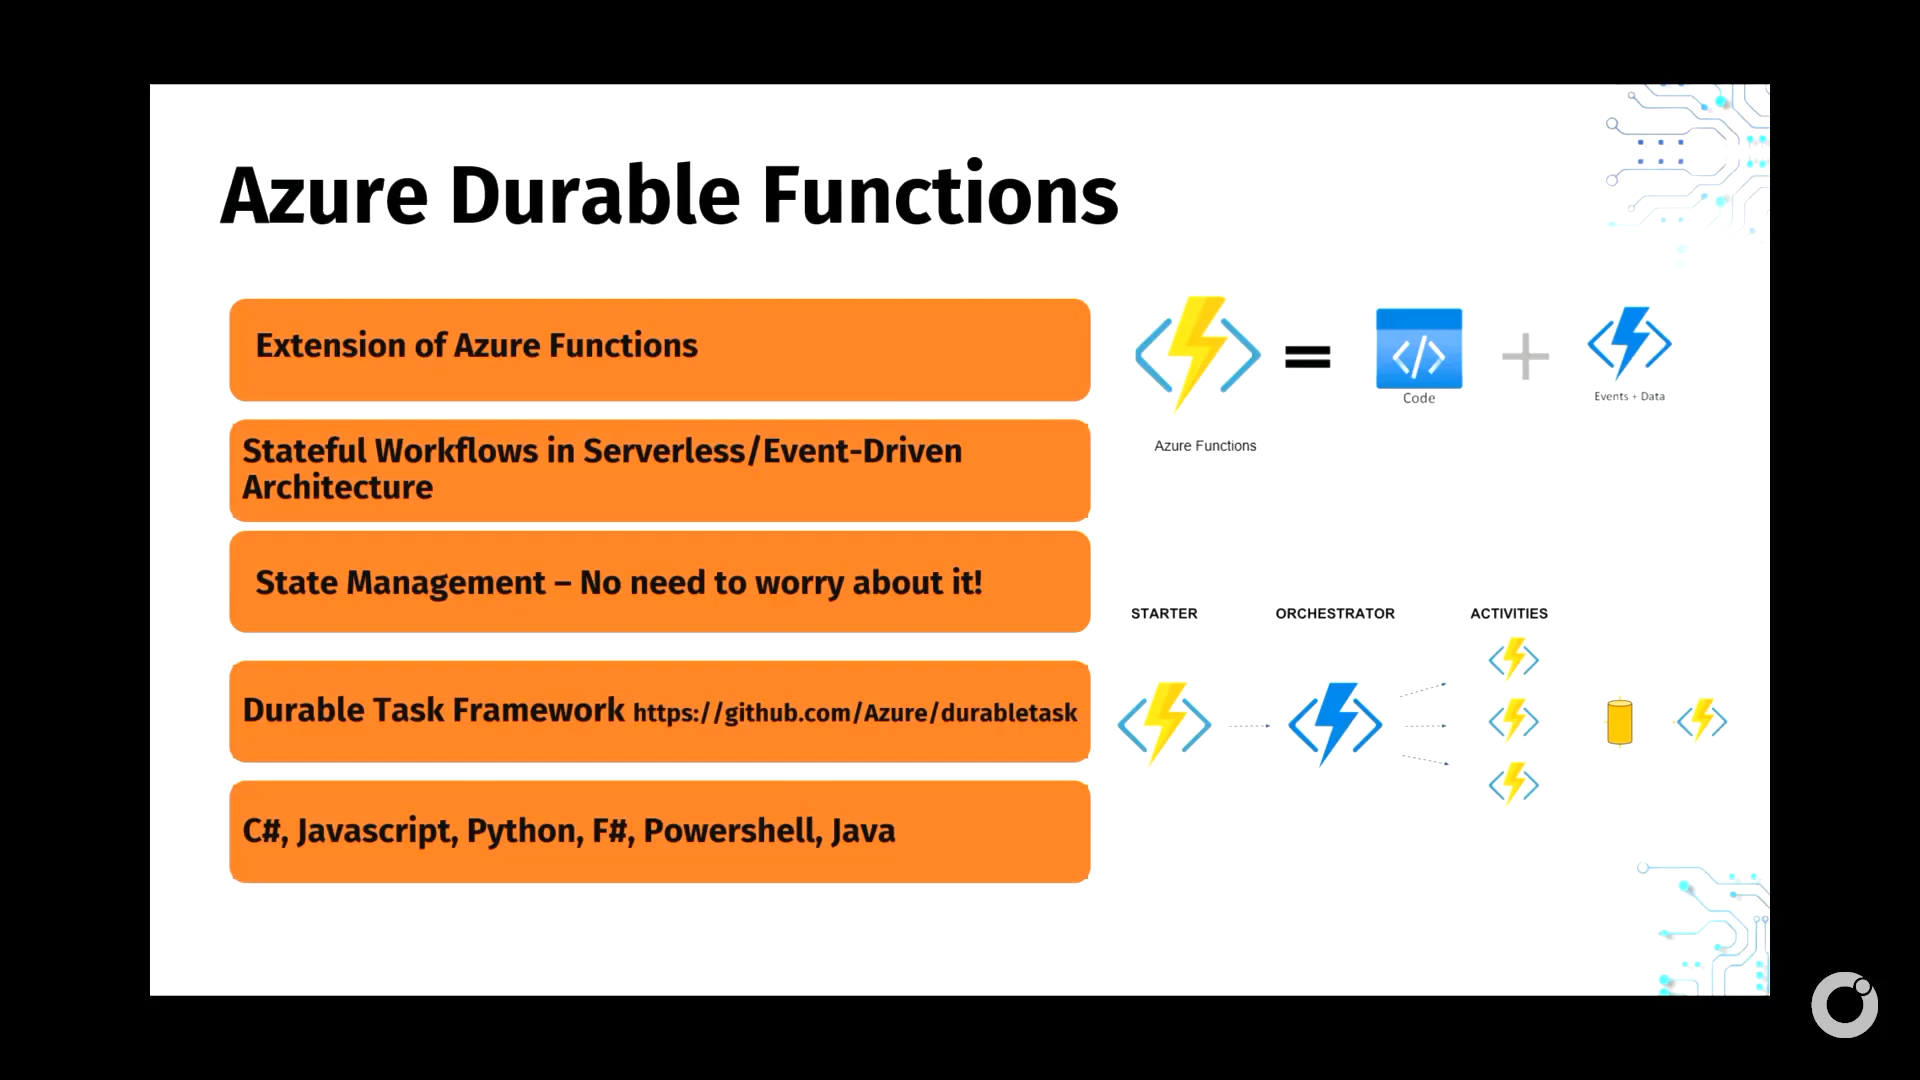 Azure Durable Functions
Extension of Azure Functions
Stateful Workflows in Serverless/Event-Driven
Architecture
State Management – No need to worry about it!
Durable Task Framework https://github.com/Azure/durabletask
C#, Javascript, Python, F#, Powershell, Java
=
Code
+
Events + Data
Azure Functions
STARTER
ORCHESTRATOR
ACTIVITIES